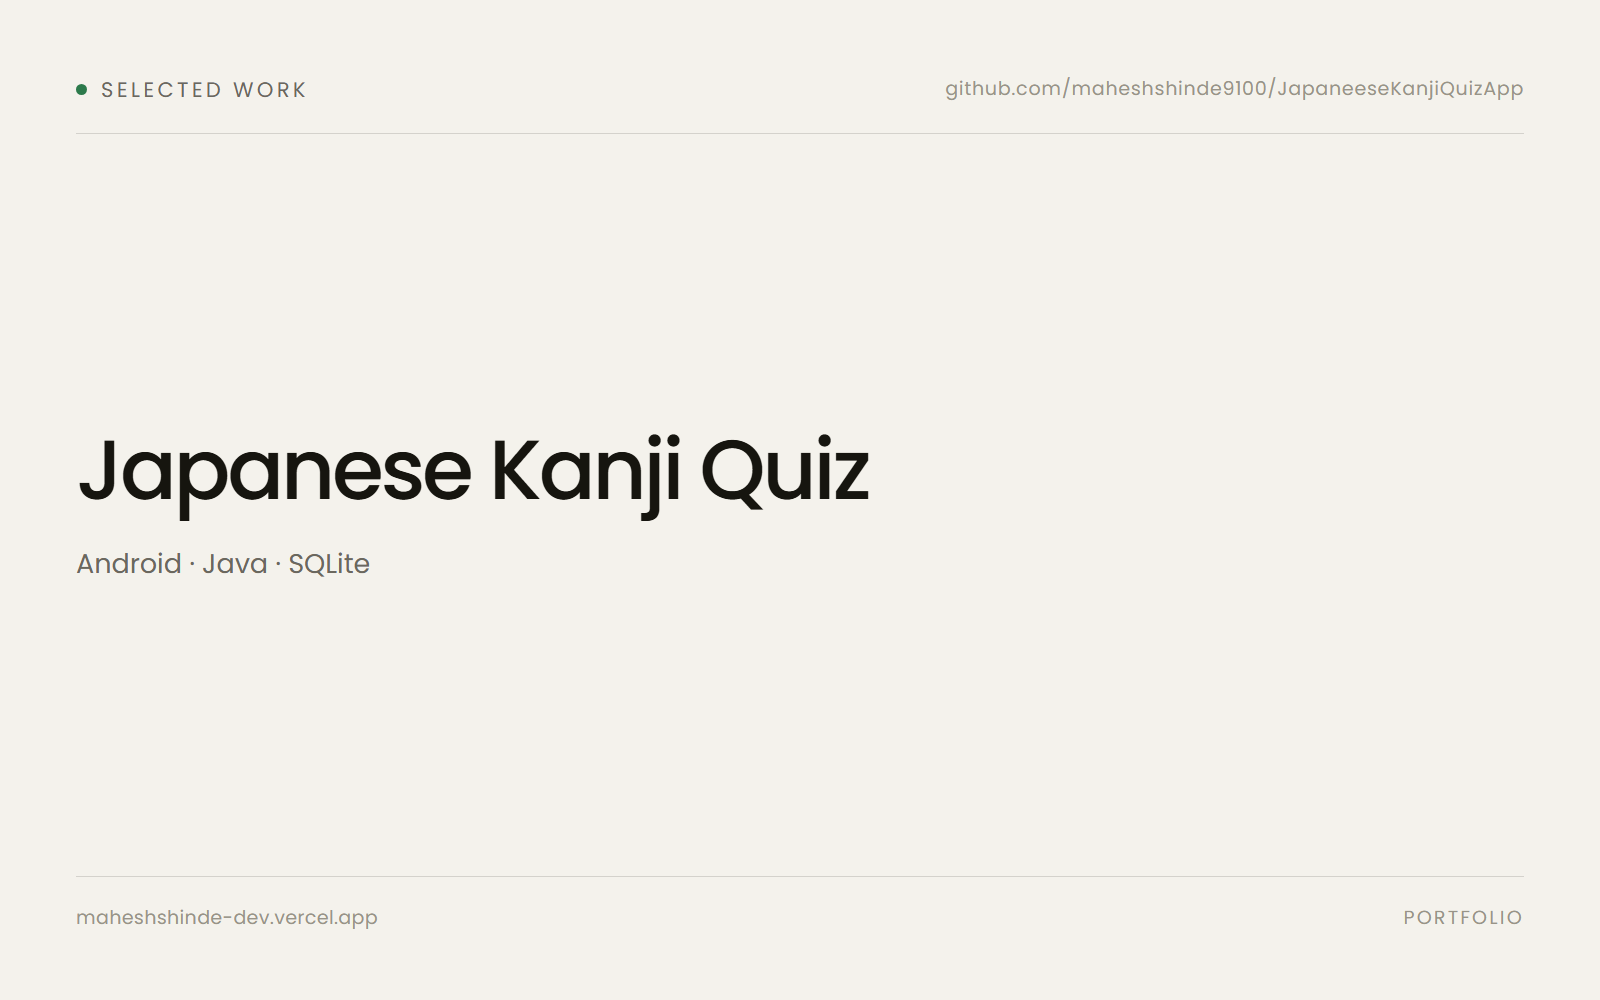 SELECTED WORK
github.com/maheshshinde9100/JapaneeseKanjiQuizApp
Japanese Kanji Quiz
Android · Java · SQLite
maheshshinde-dev.vercel.app
PORTFOLIO